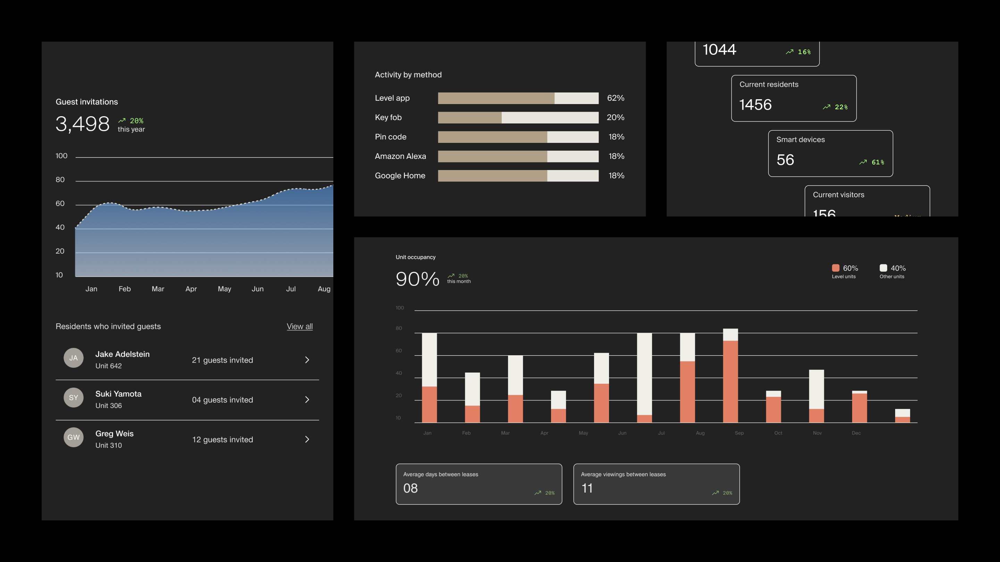 Guest invitations
3,498
20%
this year
100
80
60
40
20
10
Jan Feb Mar Apr May Jun Jul Aug
Residents who invited guests View all
JA
Jake Adelstein
Unit 642
21 guests invited
SY
Suki Yamota
Unit 306
04 guests invited
GW
Greg Weis
Unit 310
12 guests invited
Activity by method
Level app 62%
Key fob 20%
Pin code 18%
Amazon Alexa 18%
Google Home 18%
1044 16%
Current residents
1456 22%
Smart devices
56 61%
Current visitors
156
Unit occupancy
90%
20%
this month
60%
Level units
40%
Other units
100
80
60
40
20
10
Jan Feb Mar Apr May Jun Jul Aug Sep Oct Nov Dec
Average days between leases
08
20%
Average viewings between leases
11
20%